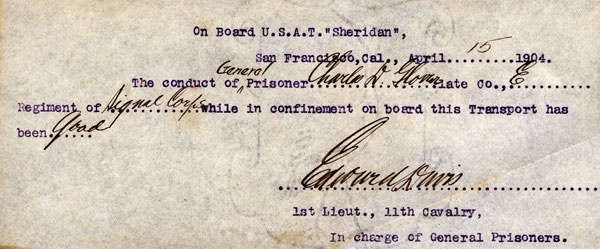 On Board U.S.A.T."Sheridan",
San Francisco,Cal., April...15...1904.
The conduct of General Prisoner Charles D. Glover late Co., E..........
Regiment of Signal Corps while in confinement on board this Transport has
been Good
Edward Davis
1st Lieut., 11th Cavalry,
In charge of General Prisoners.